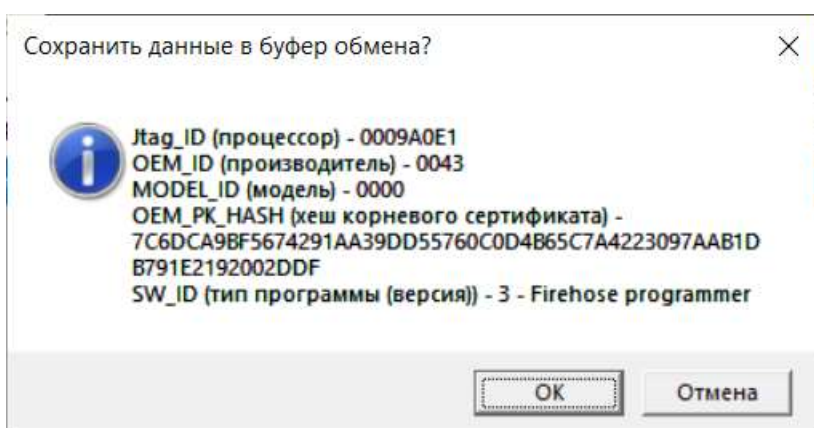 Сохранить данные в буфер обмена?
Jtag_ID (процессор) - 0009A0E1
OEM_ID (производитель) - 0043
MODEL_ID (модель) - 0000
OEM_PK_HASH (хеш корневого сертификата) -
7C6DCA9BF5674291AA39DD55760C0D4B65C7A4223097AAB1D
B791E2192002DDF
SW_ID (тип программы (версия)) - 3 - Firehose programmer
OK
Отмена